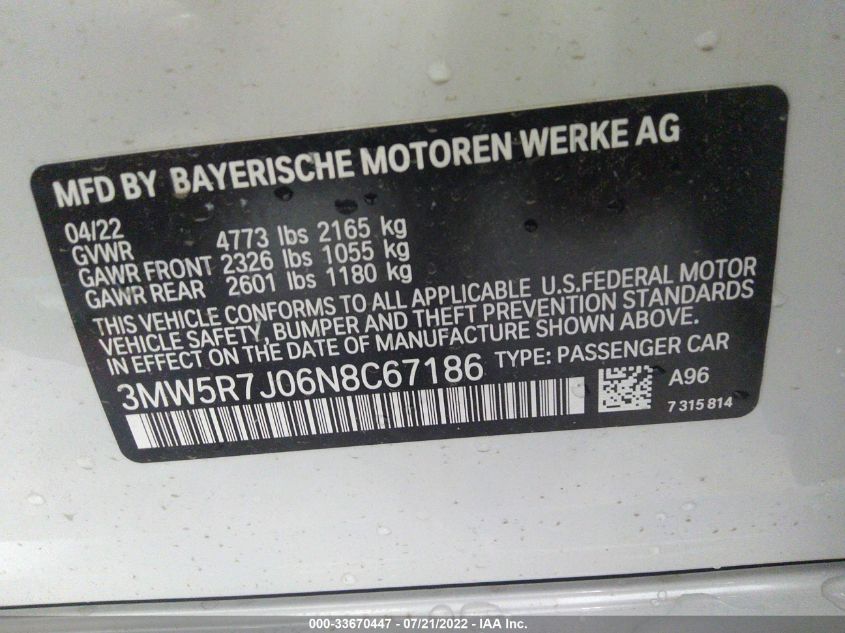 MFD BY BAYERISCHE MOTOREN WERKE AG
04/22
GVWR 4773 lbs 2165 kg
GAWR FRONT 2326 lbs 1055 kg
GAWR REAR 2601 lbs 1180 kg
THIS VEHICLE CONFORMS TO ALL APPLICABLE U.S.FEDERAL MOTOR
VEHICLE SAFETY, BUMPER AND THEFT PREVENTION STANDARDS
IN EFFECT ON THE DATE OF MANUFACTURE SHOWN ABOVE.
3MW5R7J06N8C67186 TYPE: PASSENGER CAR
A96
7 315 814
000-33670447 - 07/21/2022 - IAA Inc.